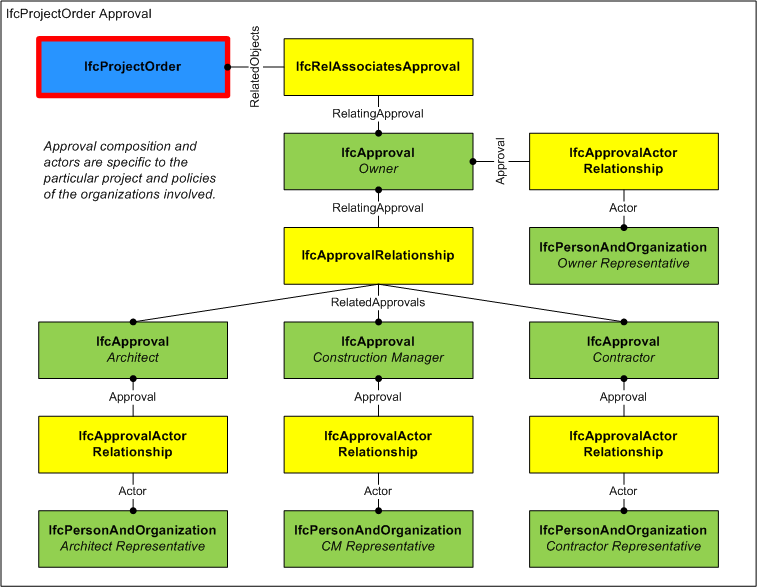 IfcProjectOrder Approval
IfcProjectOrder
RelatedObjects
IfcRelAssociatesApproval
RelatingApproval
Approval composition and
actors are specific to the
particular project and policies
of the organizations involved.
IfcApproval
Owner
Approval
IfcApprovalActor
Relationship
RelatingApproval
Actor
IfcApprovalRelationship
IfcPersonAndOrganization
Owner Representative
RelatedApprovals
IfcApproval
Architect
IfcApproval
Construction Manager
IfcApproval
Contractor
Approval
Approval
Approval
IfcApprovalActor
Relationship
IfcApprovalActor
Relationship
IfcApprovalActor
Relationship
Actor
Actor
Actor
IfcPersonAndOrganization
Architect Representative
IfcPersonAndOrganization
CM Representative
IfcPersonAndOrganization
Contractor Representative